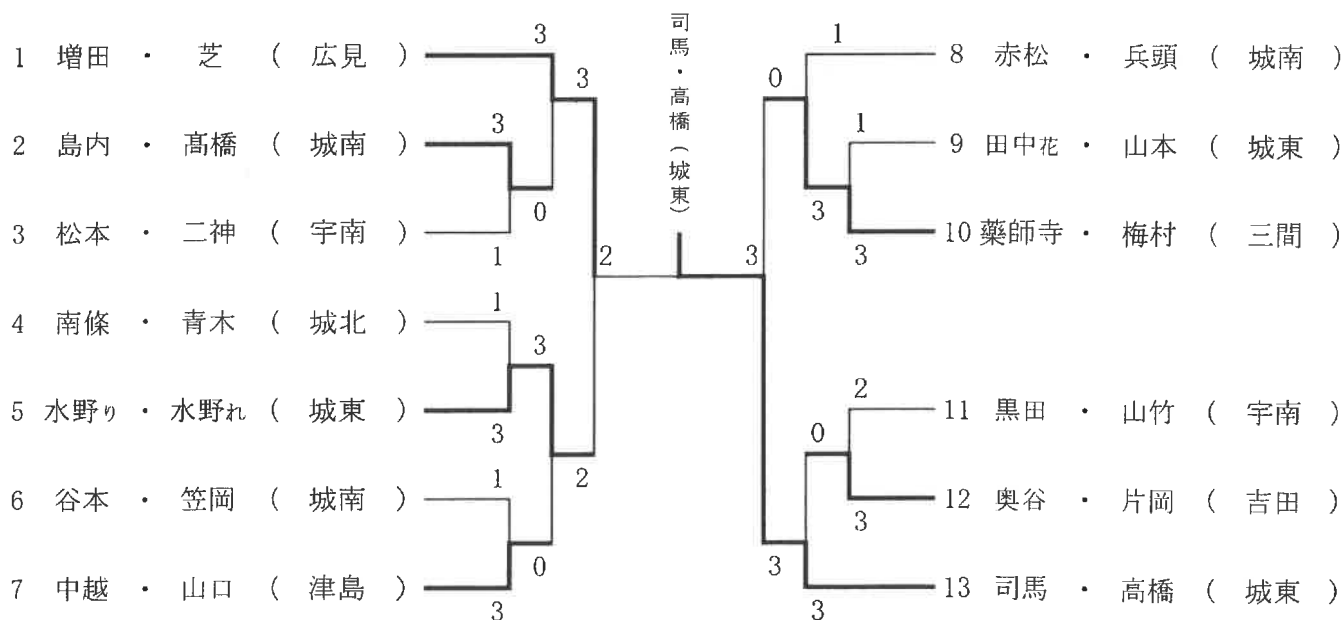 司馬・高橋(城東)
1 増田 ・ 芝 ( 広見 )
2 島内 ・ 髙橋 ( 城南 )
3 松本 ・ 二神 ( 宇南 )
4 南條 ・ 青木 ( 城北 )
5 水野り ・ 水野れ ( 城東 )
6 谷本 ・ 笠岡 ( 城南 )
7 中越 ・ 山口 ( 津島 )
3
3
3
0
1
2
1
3
3
2
1
0
3
8 赤松 ・ 兵頭 ( 城南 )
9 田中花 ・ 山本 ( 城東 )
10 藥師寺 ・ 梅村 ( 三間 )
11 黒田 ・ 山竹 ( 宇南 )
12 奥谷 ・ 片岡 ( 吉田 )
13 司馬 ・ 高橋 ( 城東 )
1
0
1
3
3
3
2
0
3
3
3